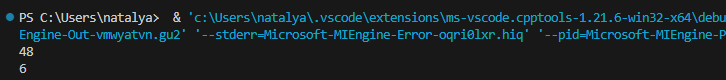 PS C:\Users\natalya>  & 'c:\Users\natalya\.vscode\extensions\ms-vscode.cpptools-1.21.6-win32-x64\debu
Engine-Out-vmwyatvn.gu2' '--stderr=Microsoft-MIEngine-Error-oqri0lxr.hiq' '--pid=Microsoft-MIEngine-P
48
6